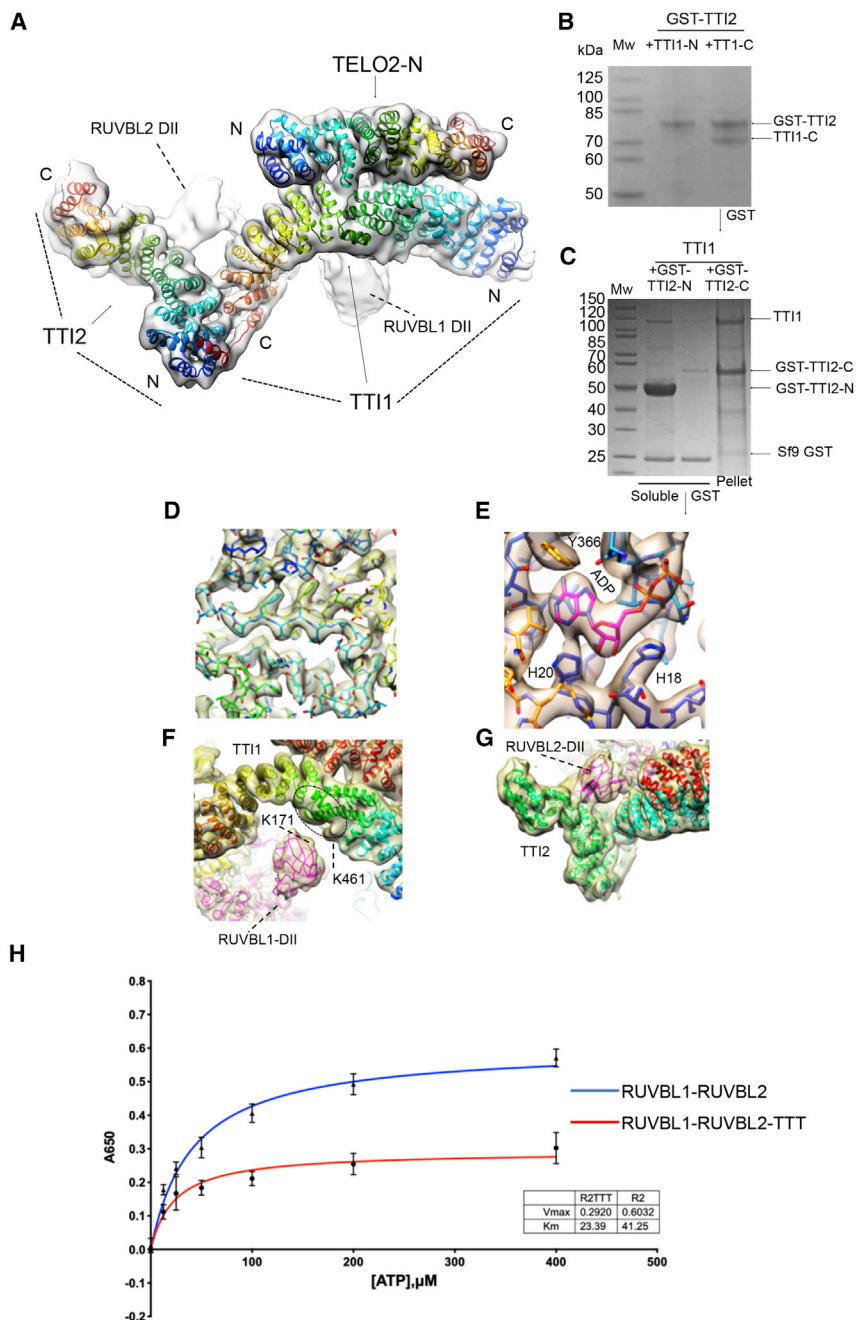 A
TELO2-N
RUVBL2 DII
N
C
C
N
TTI2
RUVBL1 DII
C
N
TTI1
B
GST-TTI2
kDa
Mw
+TTI1-N
+TT1-C
125
85
70
60
50
GST-TTI2
TTI1-C
GST
C
TTI1
Mw
+GST-
TTI2-N
+GST-
TTI2-C
150
120
100
85
70
60
50
40
30
25
TTI1
GST-TTI2-C
GST-TTI2-N
Sf9 GST
Soluble
GST
Pellet
D
E
Y366
ADP
H20
H18
F
TTI1
K171
K461
RUVBL1-DII
G
RUVBL2-DII
TTI2
H
A650
0.8
0.7
0.6
0.5
0.4
0.3
0.2
0.1
0.0
-0.1
-0.2
100
200
300
400
500
[ATP],µM
RUVBL1-RUVBL2
RUVBL1-RUVBL2-TTT
R2TTT R2
Vmax 0.2920 0.6032
Km 23.39 41.25